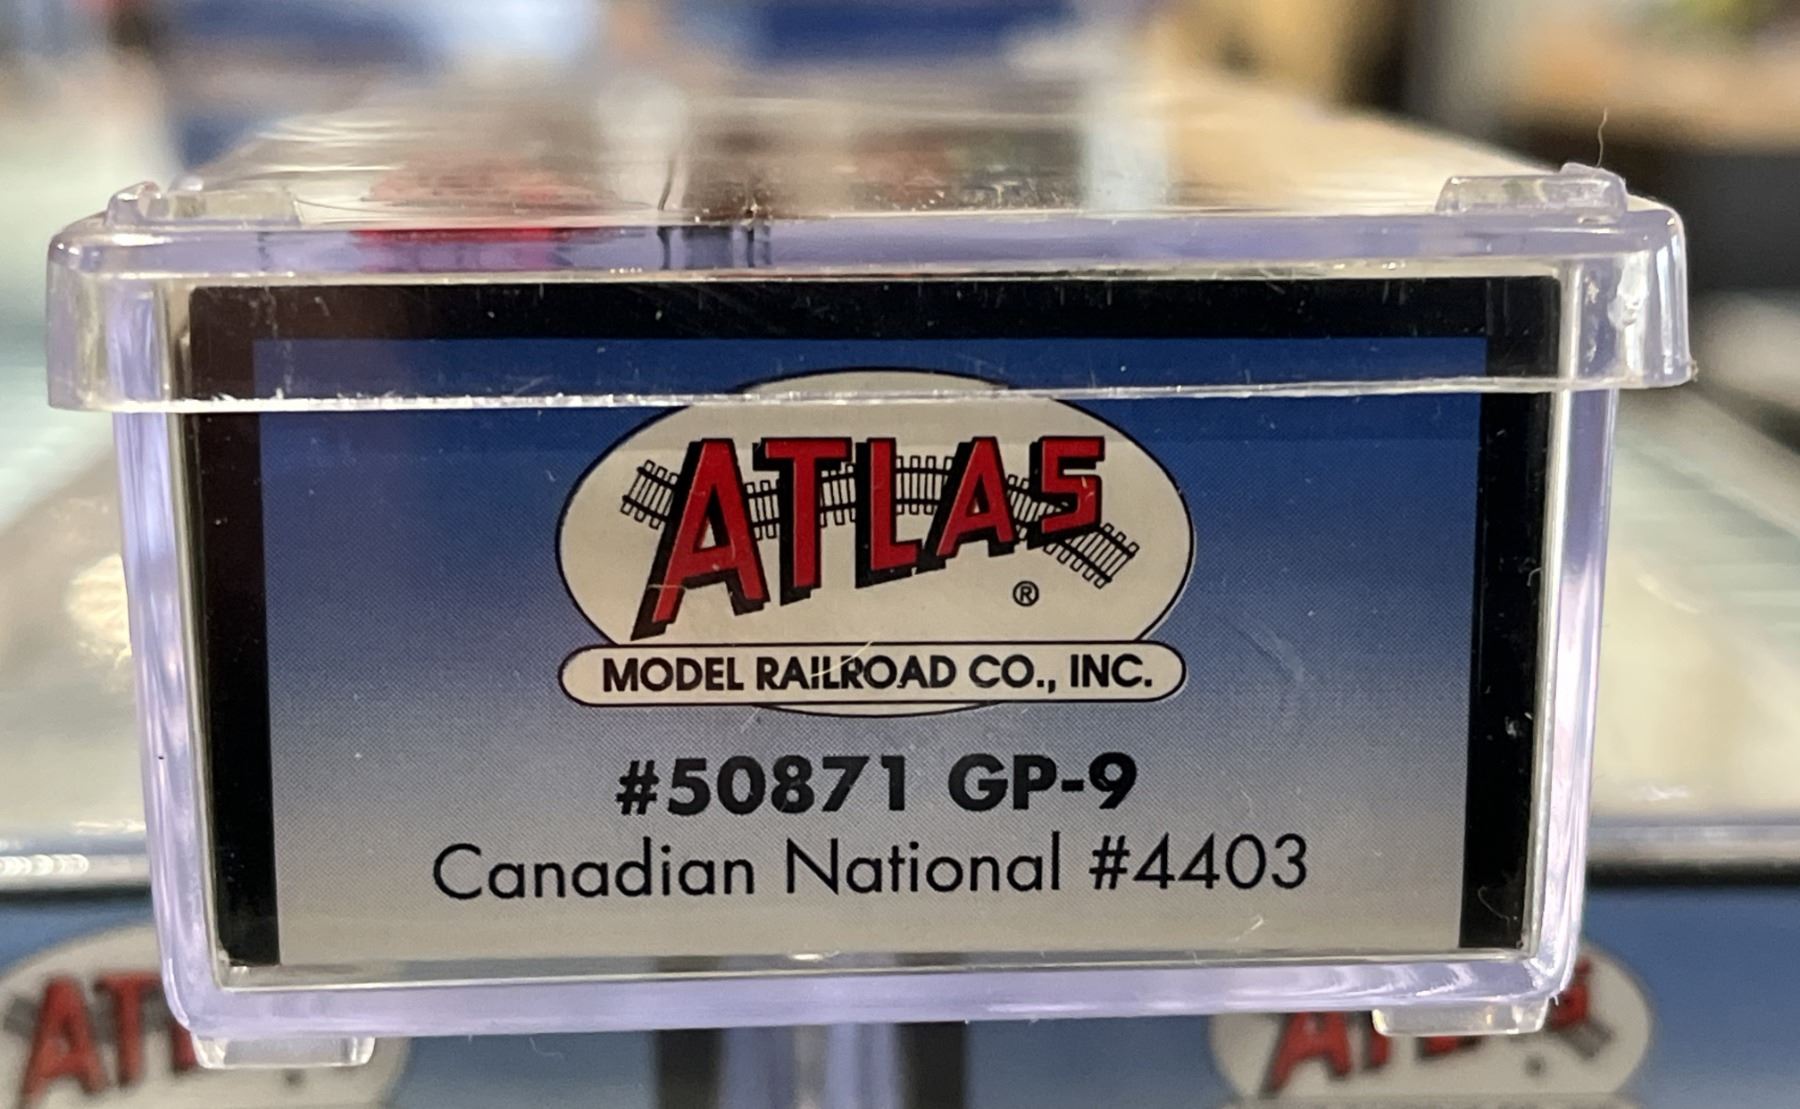 ATLAS
®
MODEL RAILROAD CO., INC.
#50871 GP-9
Canadian National #4403